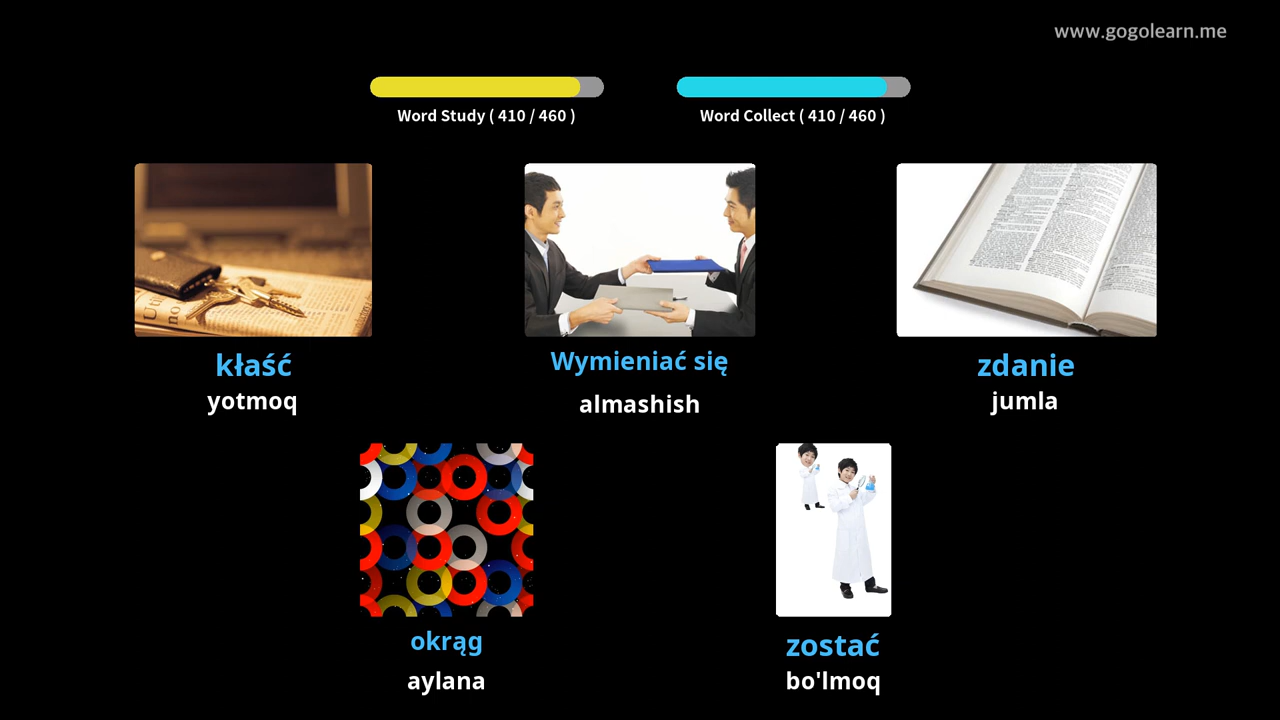 www.gogolearn.me
Word Study ( 410 / 460 )
Word Collect ( 410 / 460 )
kłaść
yotmoq
Wymieniać się
almashish
zdanie
jumla
okrąg
aylana
zostać
bo'lmoq